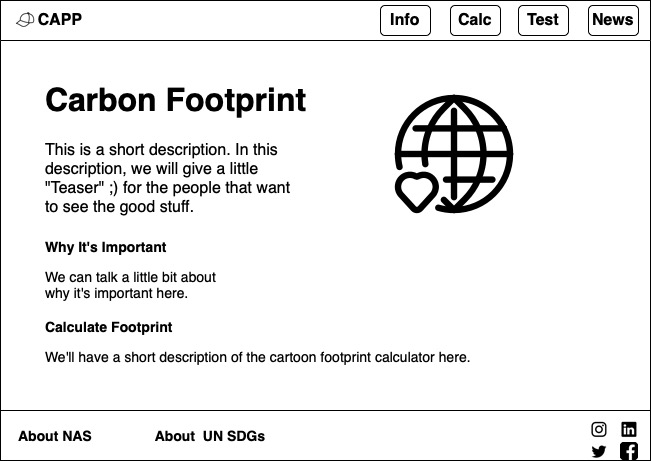 CAPP
Info
Calc
Test
News
Carbon Footprint
This is a short description. In this
description, we will give a little
"Teaser" ;) for the people that want
to see the good stuff.
Why It's Important
We can talk a little bit about
why it's important here.
Calculate Footprint
We'll have a short description of the cartoon footprint calculator here.
About NAS
About  UN SDGs